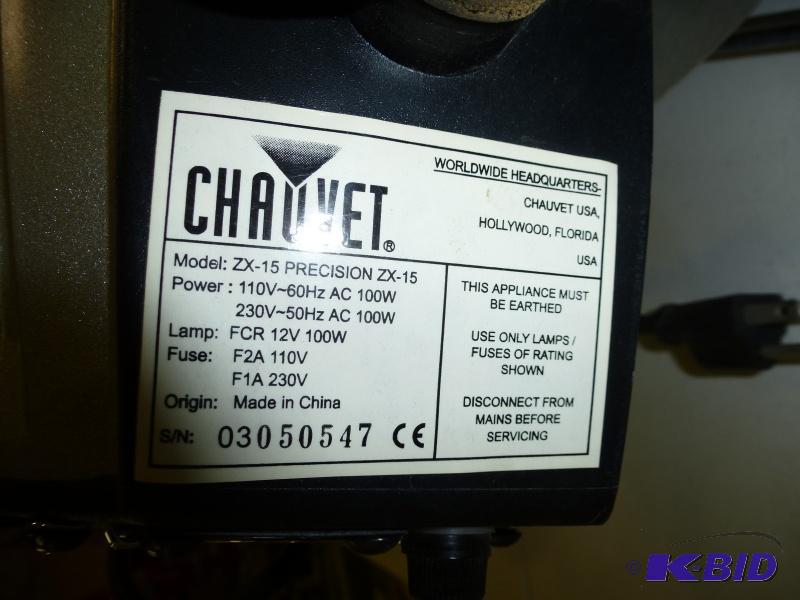 CHAUVET®
WORLDWIDE HEADQUARTERS-
CHAUVET USA,
HOLLYWOOD, FLORIDA
USA
Model: ZX-15 PRECISION ZX-15
Power : 110V~60Hz AC 100W
230V~50Hz AC 100W
Lamp: FCR 12V 100W
Fuse: F2A 110V
F1A 230V
Origin: Made in China
S/N: 03050547 CE
THIS APPLIANCE MUST
BE EARTHED
USE ONLY LAMPS /
FUSES OF RATING
SHOWN
DISCONNECT FROM
MAINS BEFORE
SERVICING
© K-BID